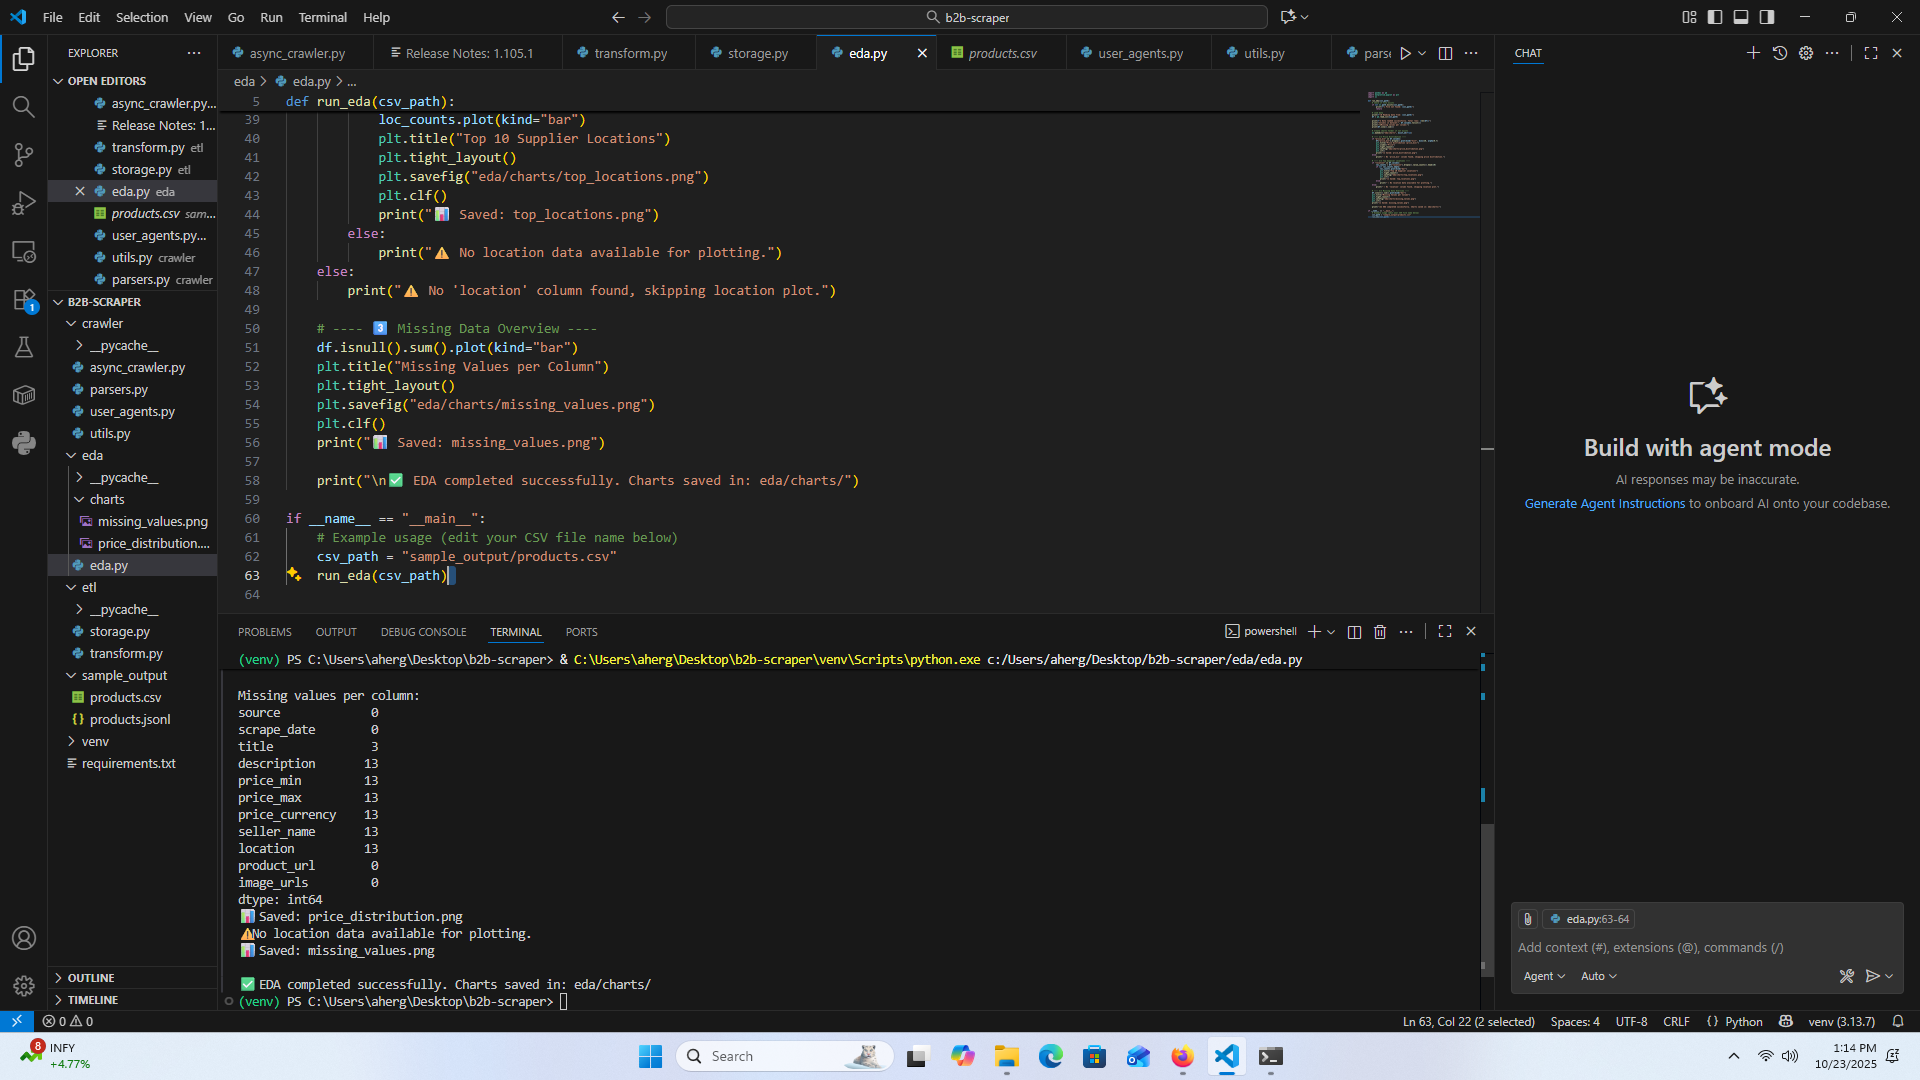 File Edit Selection View Go Run Terminal Help
b2b-scraper
EXPLORER
OPEN EDITORS
async_crawler.py...
Release Notes: 1...
transform.py etl
storage.py etl
eda.py eda
products.csv sam...
user_agents.py...
utils.py crawler
parsers.py crawler
B2B-SCRAPER
crawler
__pycache__
async_crawler.py
parsers.py
user_agents.py
utils.py
eda
__pycache__
charts
missing_values.png
price_distribution....
eda.py
etl
__pycache__
storage.py
transform.py
sample_output
products.csv
products.jsonl
venv
requirements.txt
OUTLINE
TIMELINE
1
async_crawler.py Release Notes: 1.105.1 transform.py storage.py eda.py products.csv user_agents.py utils.py parse
eda > eda.py > ...
5 def run_eda(csv_path):
39 loc_counts.plot(kind="bar")
40 plt.title("Top 10 Supplier Locations")
41 plt.tight_layout()
42 plt.savefig("eda/charts/top_locations.png")
43 plt.clf()
44 print("📊 Saved: top_locations.png")
45 else:
46 print("⚠️ No location data available for plotting.")
47 else:
48 print("⚠️ No 'location' column found, skipping location plot.")
49
50 # ---- 3️⃣ Missing Data Overview ----
51 df.isnull().sum().plot(kind="bar")
52 plt.title("Missing Values per Column")
53 plt.tight_layout()
54 plt.savefig("eda/charts/missing_values.png")
55 plt.clf()
56 print("📊 Saved: missing_values.png")
57
58 print("\n✅ EDA completed successfully. Charts saved in: eda/charts/")
59
60 if __name__ == "__main__":
61 # Example usage (edit your CSV file name below)
62 csv_path = "sample_output/products.csv"
63 run_eda(csv_path)
64
PROBLEMS OUTPUT DEBUG CONSOLE TERMINAL PORTS
powershell
(venv) PS C:\Users\aherg\Desktop\b2b-scraper> & C:\Users\aherg\Desktop\b2b-scraper\venv\Scripts\python.exe c:/Users/aherg/Desktop/b2b-scraper/eda/eda.py
Missing values per column:
source 0
scrape_date 0
title 3
description 13
price_min 13
price_max 13
price_currency 13
seller_name 13
location 13
product_url 0
image_urls 0
dtype: int64
📊 Saved: price_distribution.png
⚠️No location data available for plotting.
📊 Saved: missing_values.png
✅ EDA completed successfully. Charts saved in: eda/charts/
(venv) PS C:\Users\aherg\Desktop\b2b-scraper>
CHAT
Build with agent mode
AI responses may be inaccurate.
Generate Agent Instructions to onboard AI onto your codebase.
eda.py:63-64
Add context (#), extensions (@), commands (/)
Agent Auto
0 0
Ln 63, Col 22 (2 selected) Spaces: 4 UTF-8 CRLF {} Python venv (3.13.7)
8
INFY
+4.77%
Search
1:14 PM
10/23/2025